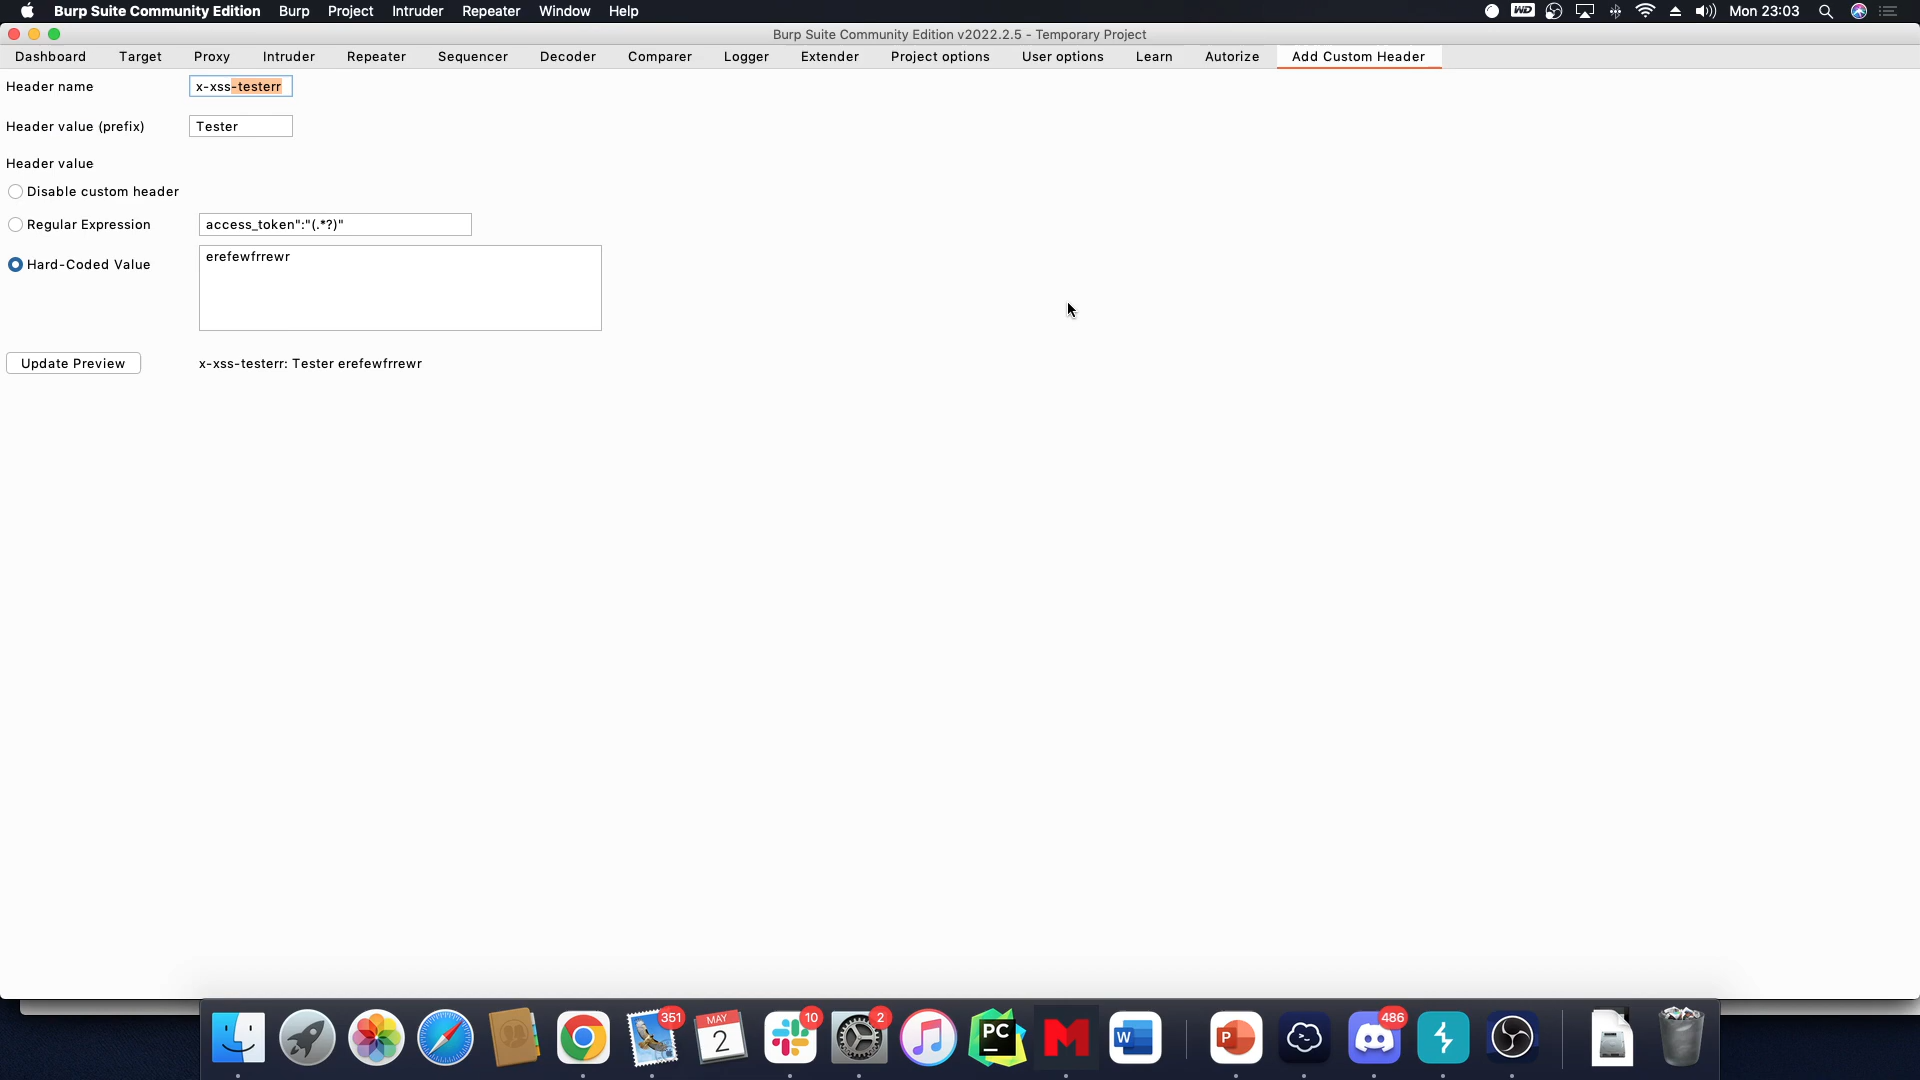 Burp Suite Community Edition Burp Project Intruder Repeater Window Help WD Mon 23:03
Burp Suite Community Edition v2022.2.5 - Temporary Project
Dashboard Target Proxy Intruder Repeater Sequencer Decoder Comparer Logger Extender Project options User options Learn Autorize Add Custom Header
Header name x-xss-testerr
Header value (prefix) Tester
Header value
Disable custom header
Regular Expression access_token":"(.*?)"
Hard-Coded Value erefewfrrewr
Update Preview x-xss-testerr: Tester erefewfrrewr
351 MAY 2 10 2 PC W P 486